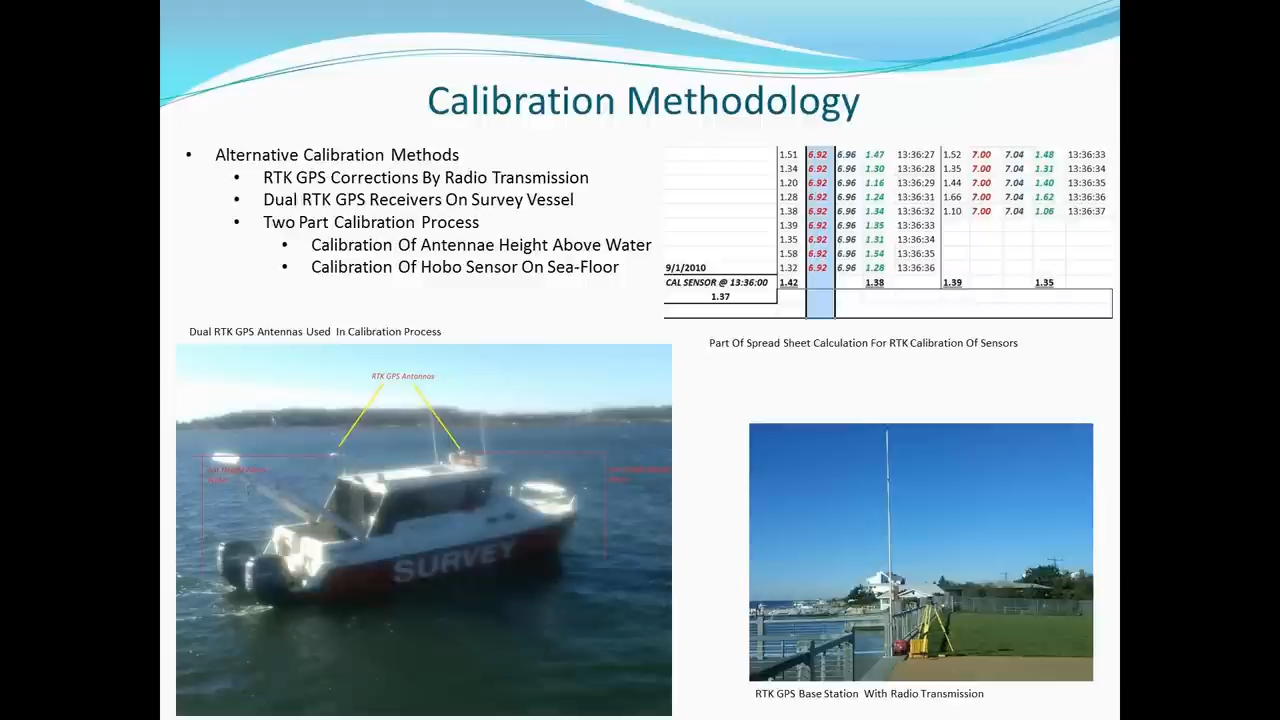 Calibration Methodology
• Alternative Calibration Methods
• RTK GPS Corrections By Radio Transmission
• Dual RTK GPS Receivers On Survey Vessel
• Two Part Calibration Process
• Calibration Of Antennae Height Above Water
• Calibration Of Hobo Sensor On Sea-Floor
1.51 6.92 6.96 1.47 13:36:27 1.52 7.00 7.04 1.48 13:36:33
1.34 6.92 6.96 1.30 13:36:28 1.35 7.00 7.04 1.31 13:36:34
1.20 6.92 6.96 1.16 13:36:29 1.44 7.00 7.04 1.40 13:36:35
1.28 6.92 6.96 1.24 13:36:31 1.66 7.00 7.04 1.62 13:36:36
1.38 6.92 6.96 1.34 13:36:32 1.10 7.00 7.04 1.06 13:36:37
1.39 6.92 6.96 1.35 13:36:33
1.35 6.92 6.96 1.31 13:36:34
1.58 6.92 6.96 1.54 13:36:35
9/1/2010 1.32 6.92 6.96 1.28 13:36:36
CAL SENSOR @ 13:36:00 1.42 1.38 1.39 1.35
1.37
Dual RTK GPS Antennas Used In Calibration Process
Part Of Spread Sheet Calculation For RTK Calibration Of Sensors
RTK GPS Antennas
SURVEY
RTK GPS Base Station With Radio Transmission